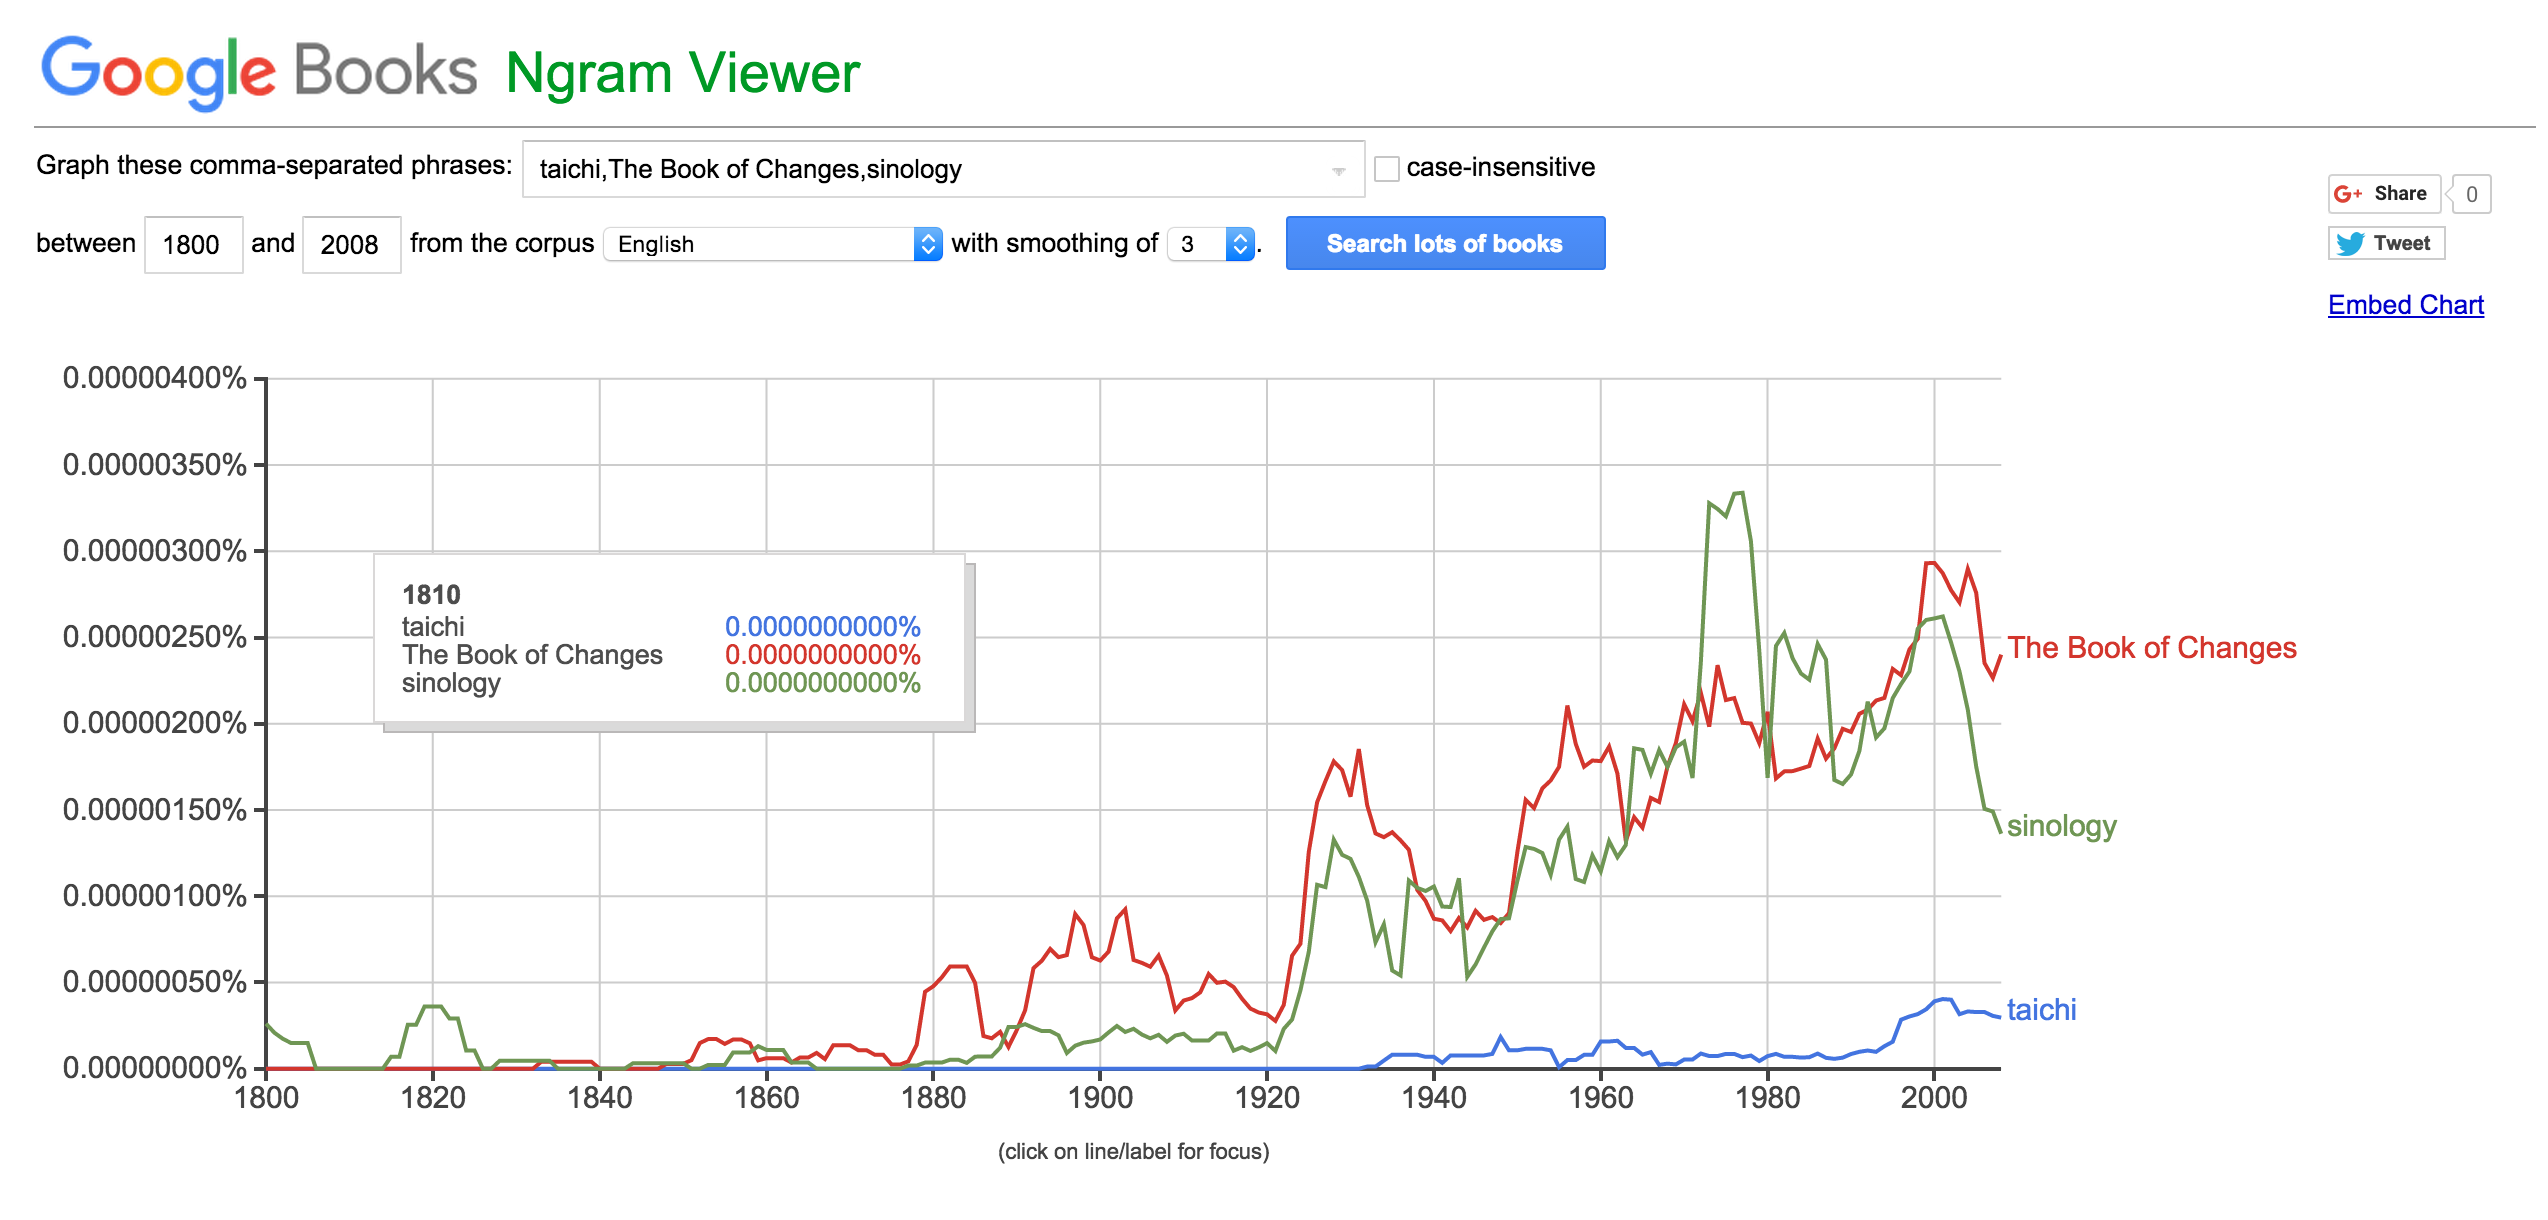 Google Books Ngram Viewer
Graph these comma-separated phrases: taichi,The Book of Changes,sinology case-insensitive
between 1800 and 2008 from the corpus English with smoothing of 3 . Search lots of books
G+ Share 0
Tweet
Embed Chart
0.00000400%
0.00000350%
0.00000300%
0.00000250%
0.00000200%
0.00000150%
0.00000100%
0.00000050%
0.00000000%
1810
taichi 0.0000000000%
The Book of Changes 0.0000000000%
sinology 0.0000000000%
The Book of Changes
sinology
taichi
1800 1820 1840 1860 1880 1900 1920 1940 1960 1980 2000
(click on line/label for focus)